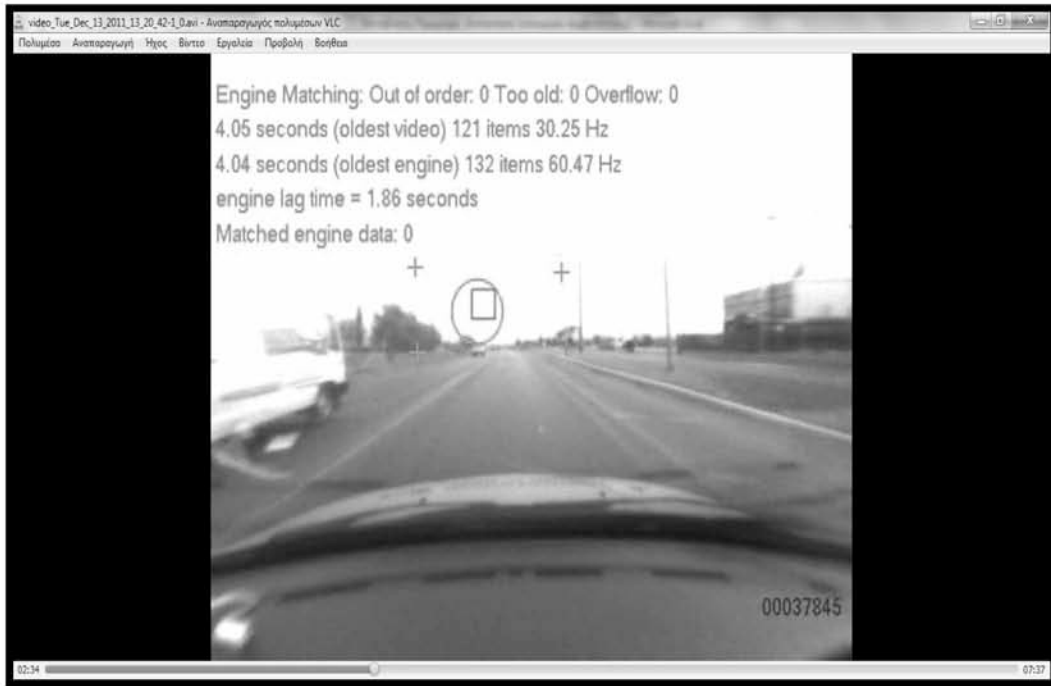 video_Tue_Dec_13_2011_13_20_42-1_0.avi - Αναπαραγωγός πολυμέσων VLC
Πολυμέσα Αναπαραγωγή Ήχος Βίντεο Εργαλεία Προβολή Βοήθεια
Engine Matching: Out of order: 0 Too old: 0 Overflow: 0
4.05 seconds (oldest video) 121 items 30.25 Hz
4.04 seconds (oldest engine) 132 items 60.47 Hz
engine lag time = 1.86 seconds
Matched engine data: 0
00037845
02:34 07:37